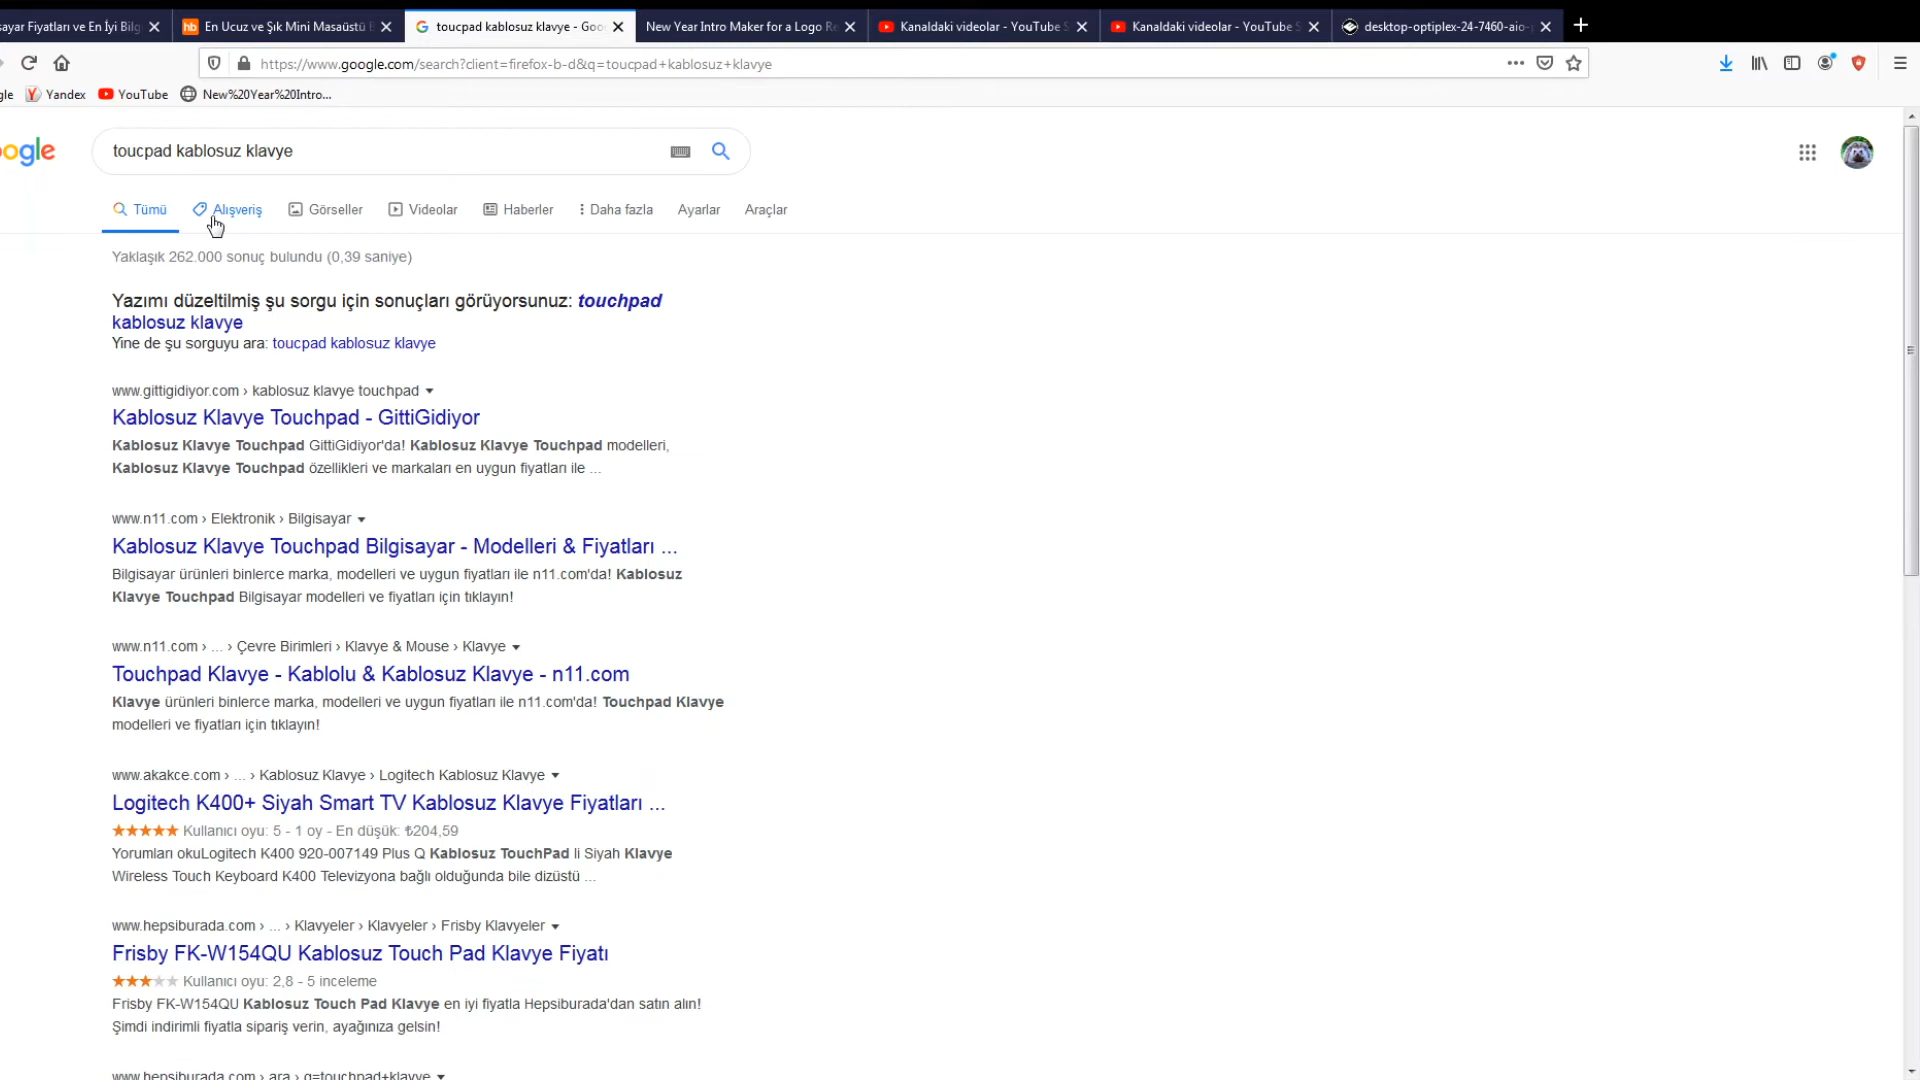 ayar Fiyatları ve En İyi Bilg
hb En Ucuz ve Şık Mini Masaüstü B
toucpad kablosuz klavye - Goo
New Year Intro Maker for a Logo Re
Kanaldaki videolar - YouTube S
Kanaldaki videolar - YouTube S
desktop-optiplex-24-7460-aio-
https://www.google.com/search?client=firefox-b-d&q=toucpad+kablosuz+klavye
gle Yandex YouTube New%20Year%20Intro...
ogle
toucpad kablosuz klavye
Tümü Alışveriş Görseller Videolar Haberler Daha fazla Ayarlar Araçlar
Yaklaşık 262.000 sonuç bulundu (0,39 saniye)
Yazımı düzeltilmiş şu sorgu için sonuçları görüyorsunuz: touchpad
kablosuz klavye
Yine de şu sorguyu ara: toucpad kablosuz klavye
www.gittigidiyor.com › kablosuz klavye touchpad
Kablosuz Klavye Touchpad - GittiGidiyor
Kablosuz Klavye Touchpad GittiGidiyor'da! Kablosuz Klavye Touchpad modelleri,
Kablosuz Klavye Touchpad özellikleri ve markaları en uygun fiyatları ile ...
www.n11.com › Elektronik › Bilgisayar
Kablosuz Klavye Touchpad Bilgisayar - Modelleri & Fiyatları ...
Bilgisayar ürünleri binlerce marka, modelleri ve uygun fiyatları ile n11.com'da! Kablosuz
Klavye Touchpad Bilgisayar modelleri ve fiyatları için tıklayın!
www.n11.com › ... › Çevre Birimleri › Klavye & Mouse › Klavye
Touchpad Klavye - Kablolu & Kablosuz Klavye - n11.com
Klavye ürünleri binlerce marka, modelleri ve uygun fiyatları ile n11.com'da! Touchpad Klavye
modelleri ve fiyatları için tıklayın!
www.akakce.com › ... › Kablosuz Klavye › Logitech Kablosuz Klavye
Logitech K400+ Siyah Smart TV Kablosuz Klavye Fiyatları ...
Kullanıcı oyu: 5 - 1 oy - En düşük: ₺204,59
Yorumları okuLogitech K400 920-007149 Plus Q Kablosuz TouchPad li Siyah Klavye
Wireless Touch Keyboard K400 Televizyona bağlı olduğunda bile dizüstü ...
www.hepsiburada.com › ... › Klavyeler › Klavyeler › Frisby Klavyeler
Frisby FK-W154QU Kablosuz Touch Pad Klavye Fiyatı
Kullanıcı oyu: 2,8 - 5 inceleme
Frisby FK-W154QU Kablosuz Touch Pad Klavye en iyi fiyatla Hepsiburada'dan satın alın!
Şimdi indirimli fiyatla sipariş verin, ayağınıza gelsin!
www.hepsiburada.com › ara › q=touchpad+klavye